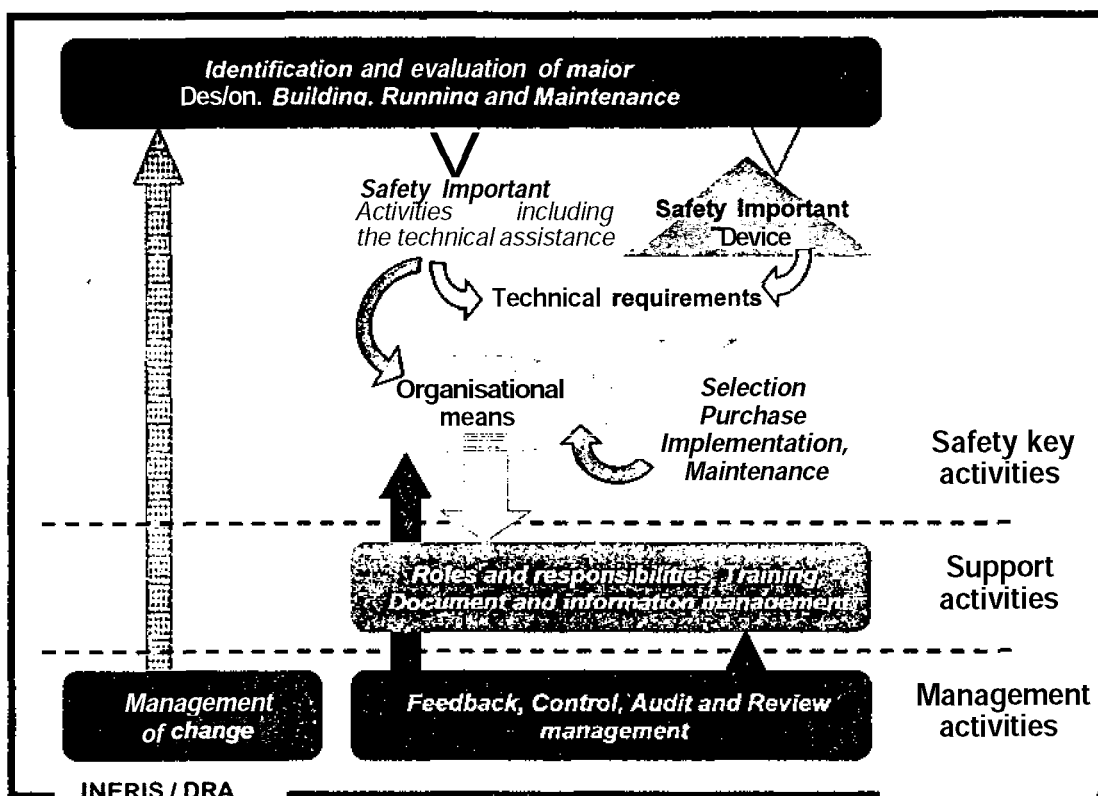 Identification and evaluation of maior
Des/on. Building. Running and Maintenance
Safety Important
Activities including
the technical assistance
Safety Important
Device
Technical requirements
Organisational
means
Selection
Purchase
Implementation,
Maintenance
Safety key
activities
Roles and responsibilities, Training
Document and information management
Support
activities
Management
of change
Feedback, Control, Audit and Review
management
Management
activities
INERIS / DRA